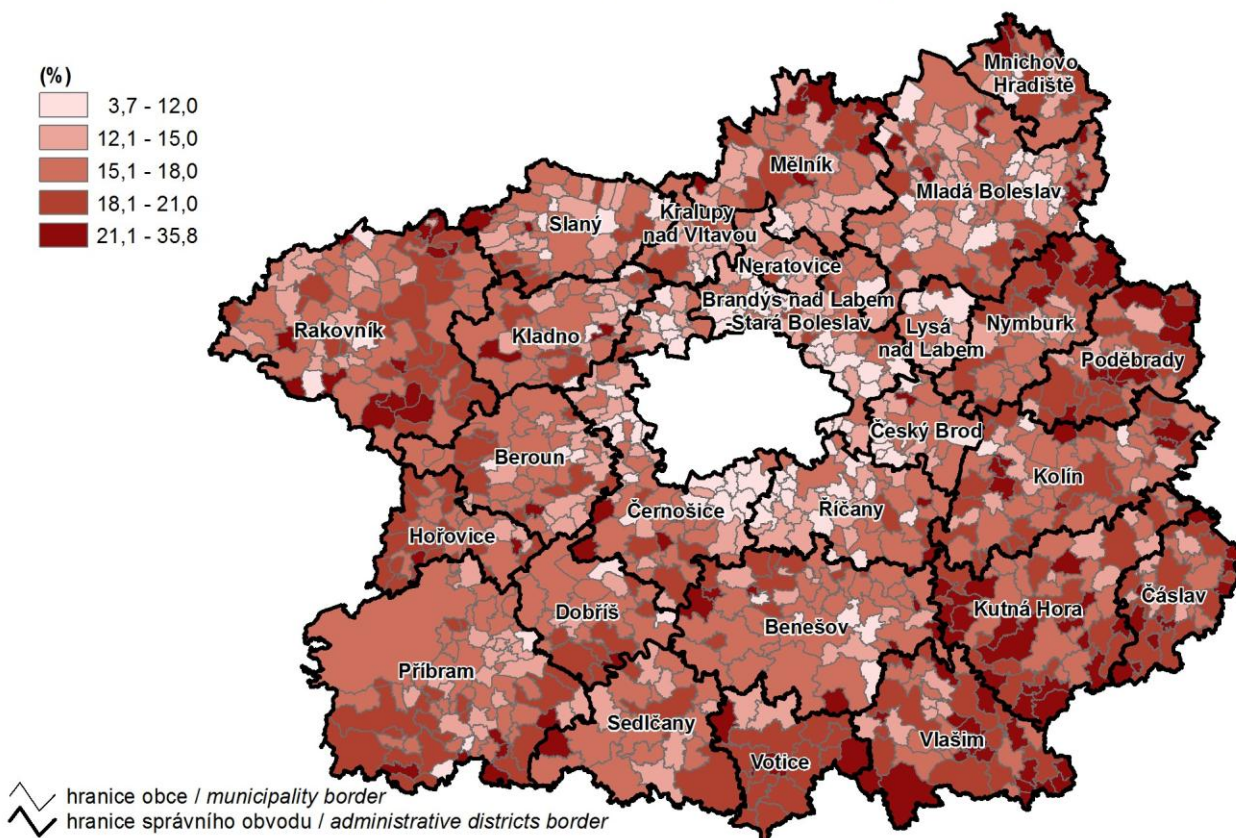 (%)
3,7 - 12,0
12,1 - 15,0
15,1 - 18,0
18,1 - 21,0
21,1 - 35,8
Mnichovo
Hradiště
Mělník
Mladá Boleslav
Slaný
Kralupy
nad Vltavou
Neratovice
Brandýs nad Labem
-Stará Boleslav
Lysá
nad Labem
Nymburk
Rakovník
Kladno
Poděbrady
Český Brod
Beroun
Kolín
Černošice
Říčany
Hořovice
Dobříš
Benešov
Kutná Hora
Čáslav
Příbram
Sedlčany
Votice
Vlašim
hranice obce / municipality border
hranice správního obvodu / administrative districts border